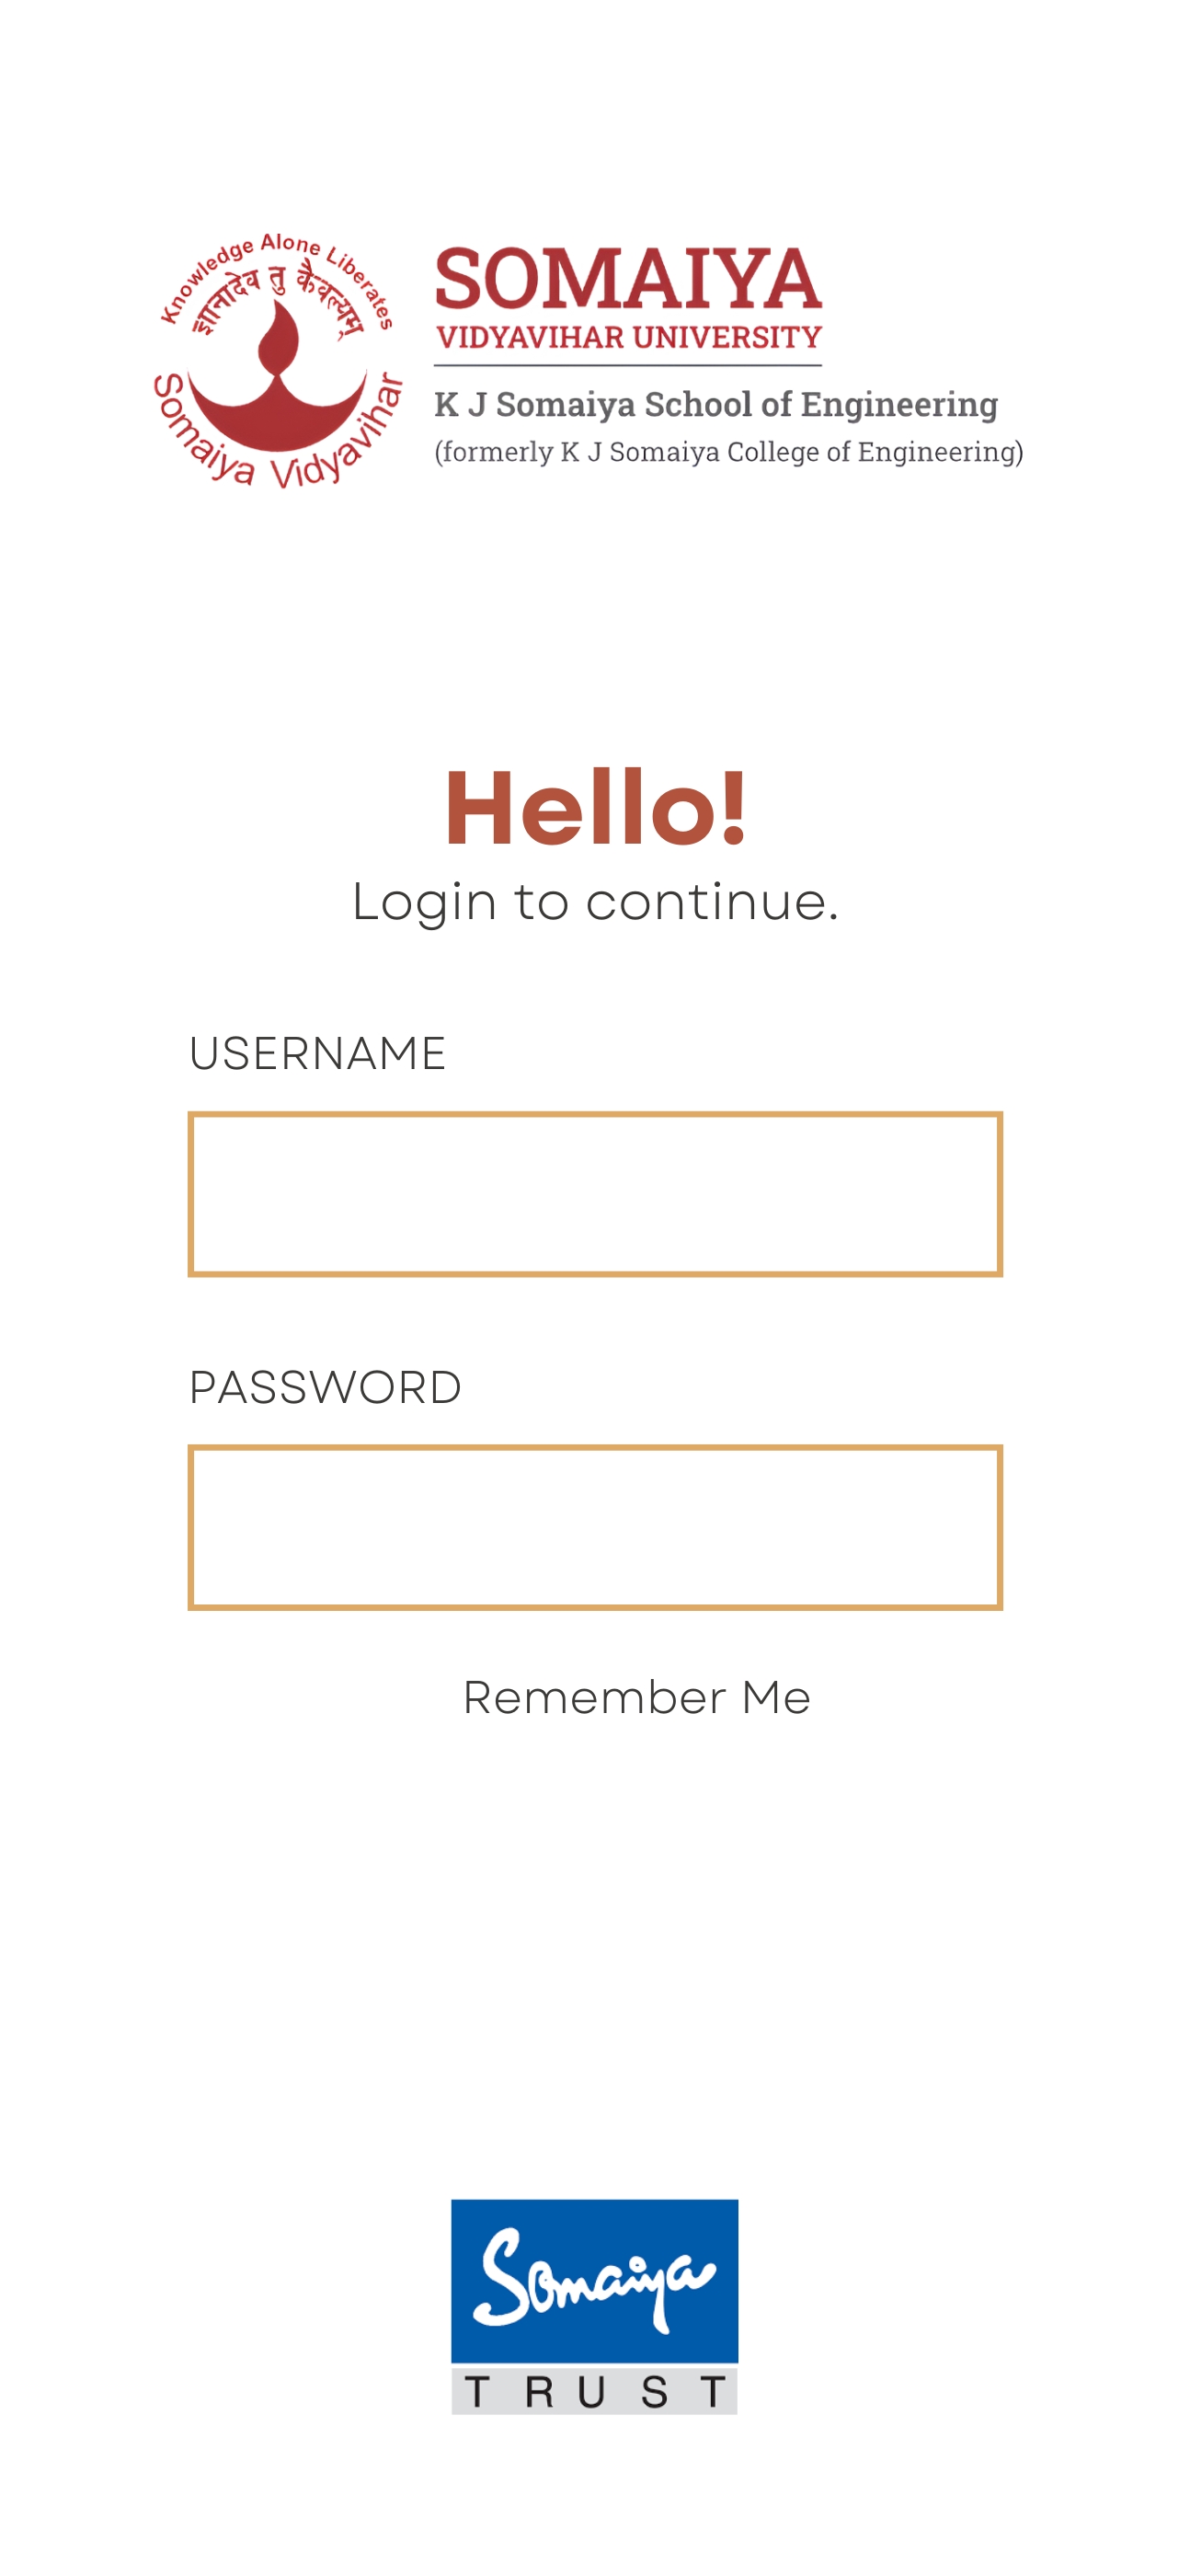 Knowledge Alone Liberates
ज्ञानादेव तु कैवल्यम्
Somaiya Vidyavihar
SOMAIYA
VIDYAVIHAR UNIVERSITY
K J Somaiya School of Engineering
(formerly K J Somaiya College of Engineering)
Hello!
Login to continue.
USERNAME
PASSWORD
Remember Me
Somaiya
TRUST